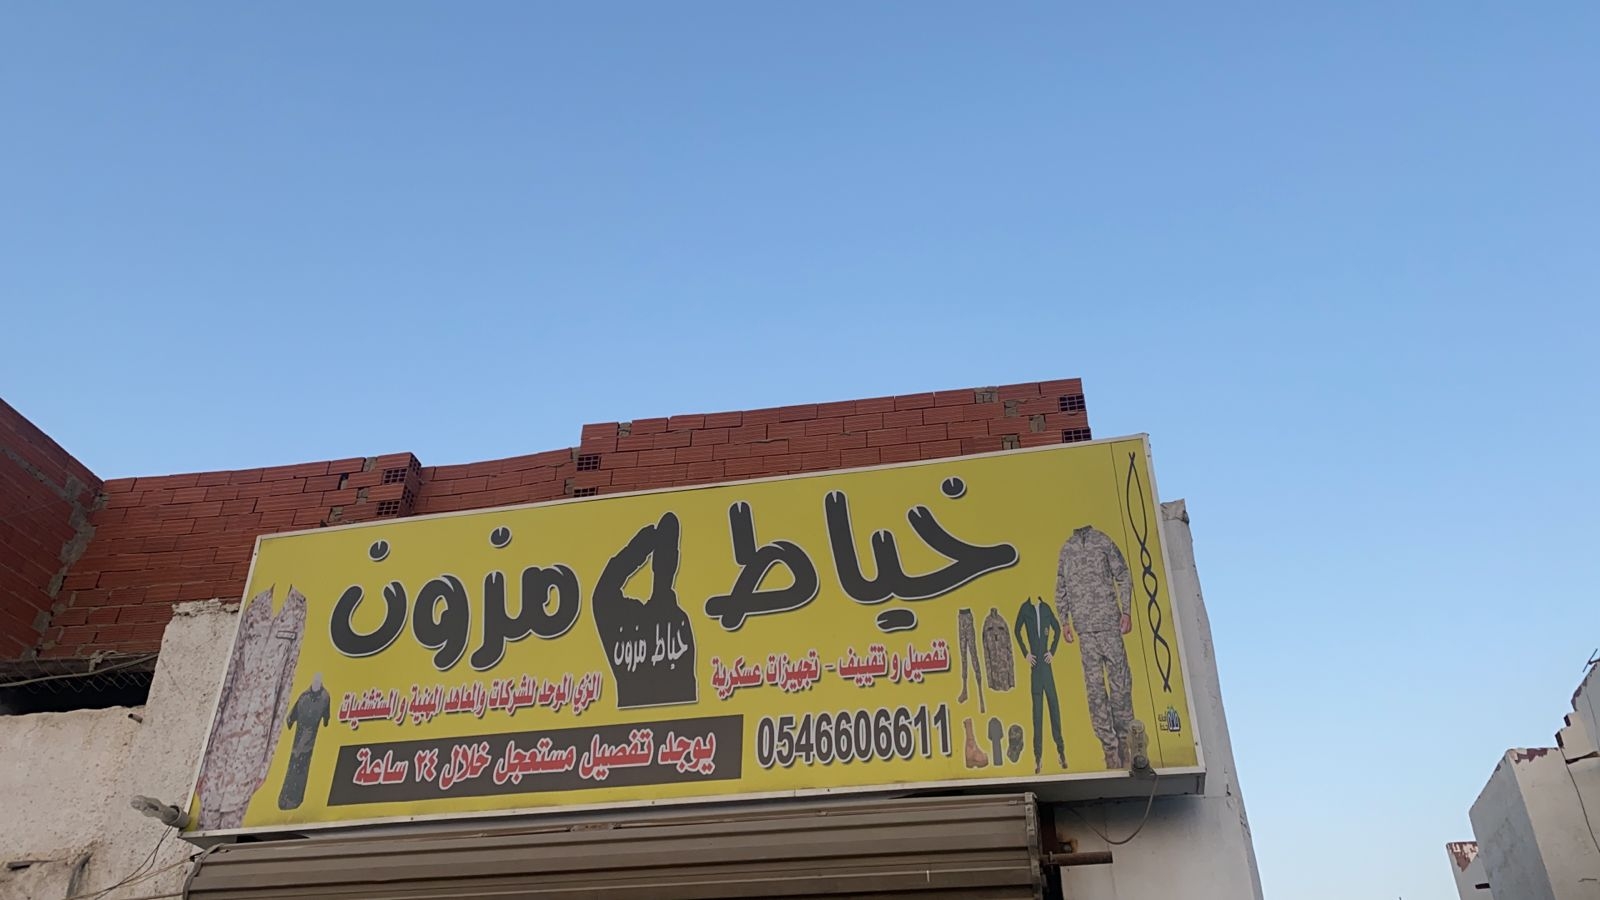 خياط مزون
خياط مزون
تفصيل و تقييف - تجهيزات عسكرية
الزي الموحد للشركات والمعاهد المهنية و المستشفيات
0546606611
يوجد تفصيل مستعجل خلال ٢٤ ساعة